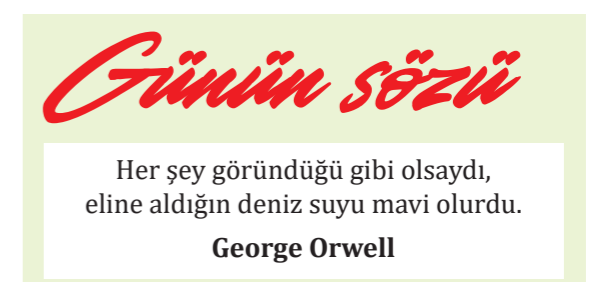 Günün sözü
Her şey göründüğü gibi olsaydı,
eline aldığın deniz suyu mavi olurdu.
George Orwell